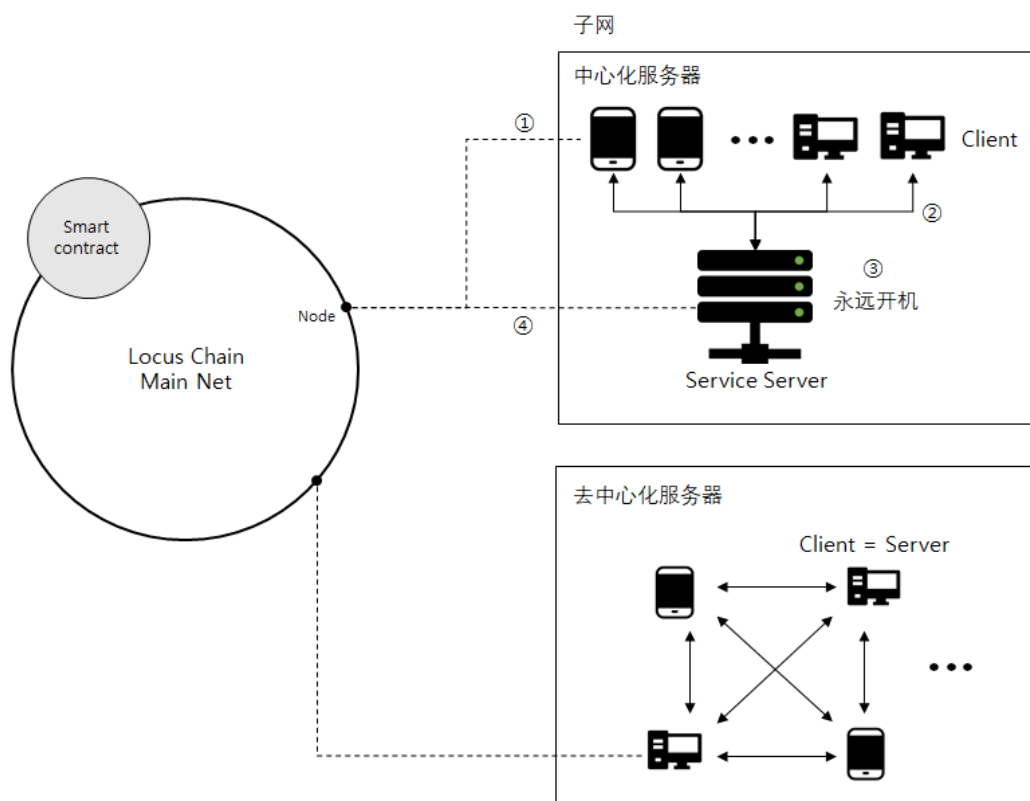 子网
中心化服务器
①
Client
②
Smart
contract
③
永远开机
Node
④
Locus Chain
Main Net
Service Server
去中心化服务器
Client = Server